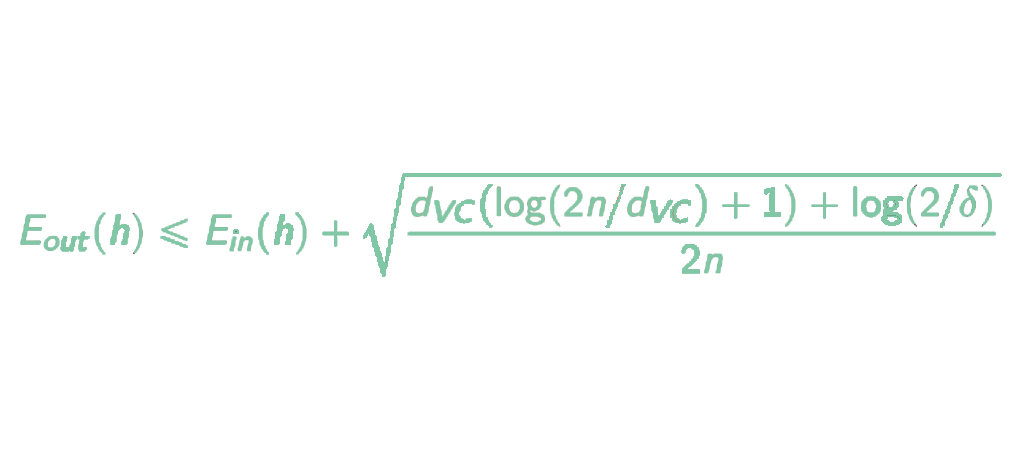 E_out(h) ⩽ E_in(h) + √((d_VC(log(2n/d_VC) + 1) + log(2/δ)) / 2n)